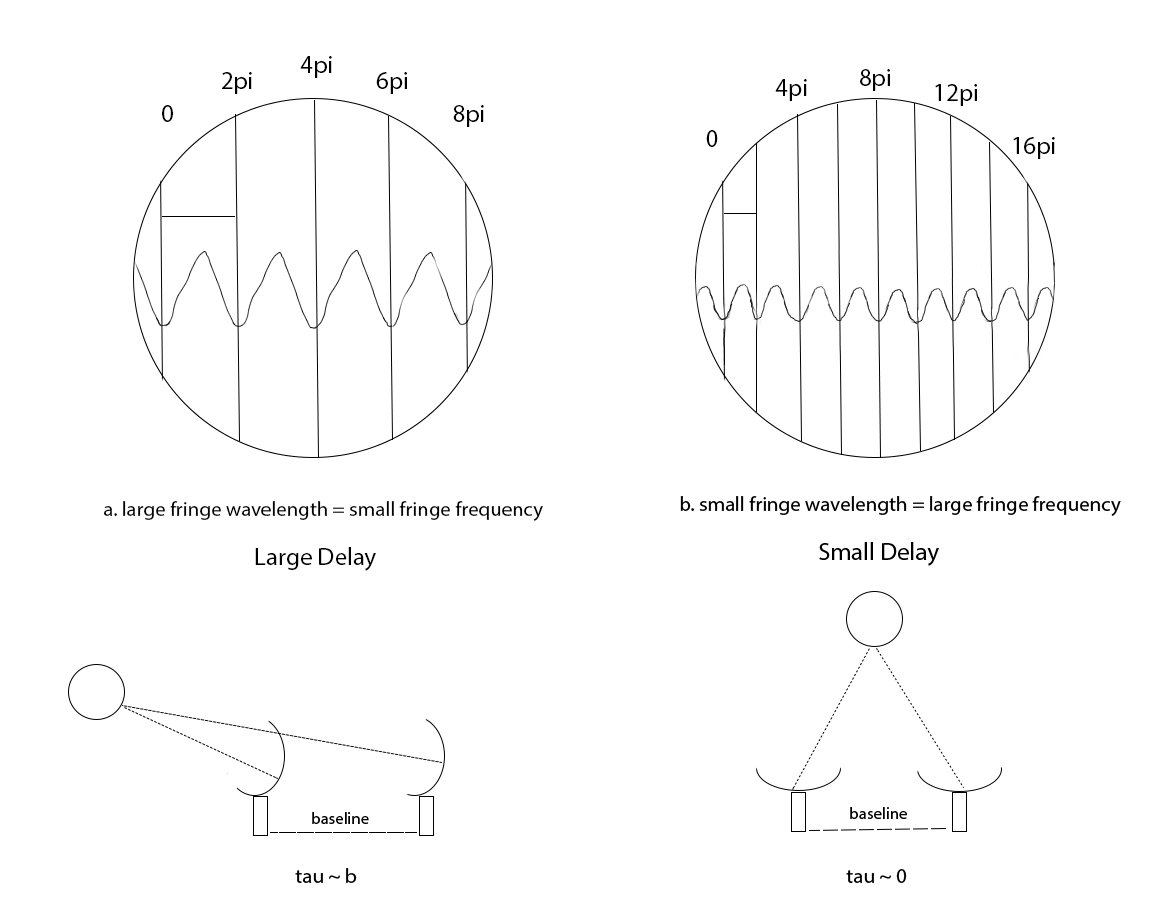 0
2pi
4pi
6pi
8pi
a. large fringe wavelength = small fringe frequency
Large Delay
baseline
tau ~ b
0
4pi
8pi
12pi
16pi
b. small fringe wavelength = large fringe frequency
Small Delay
baseline
tau ~ 0